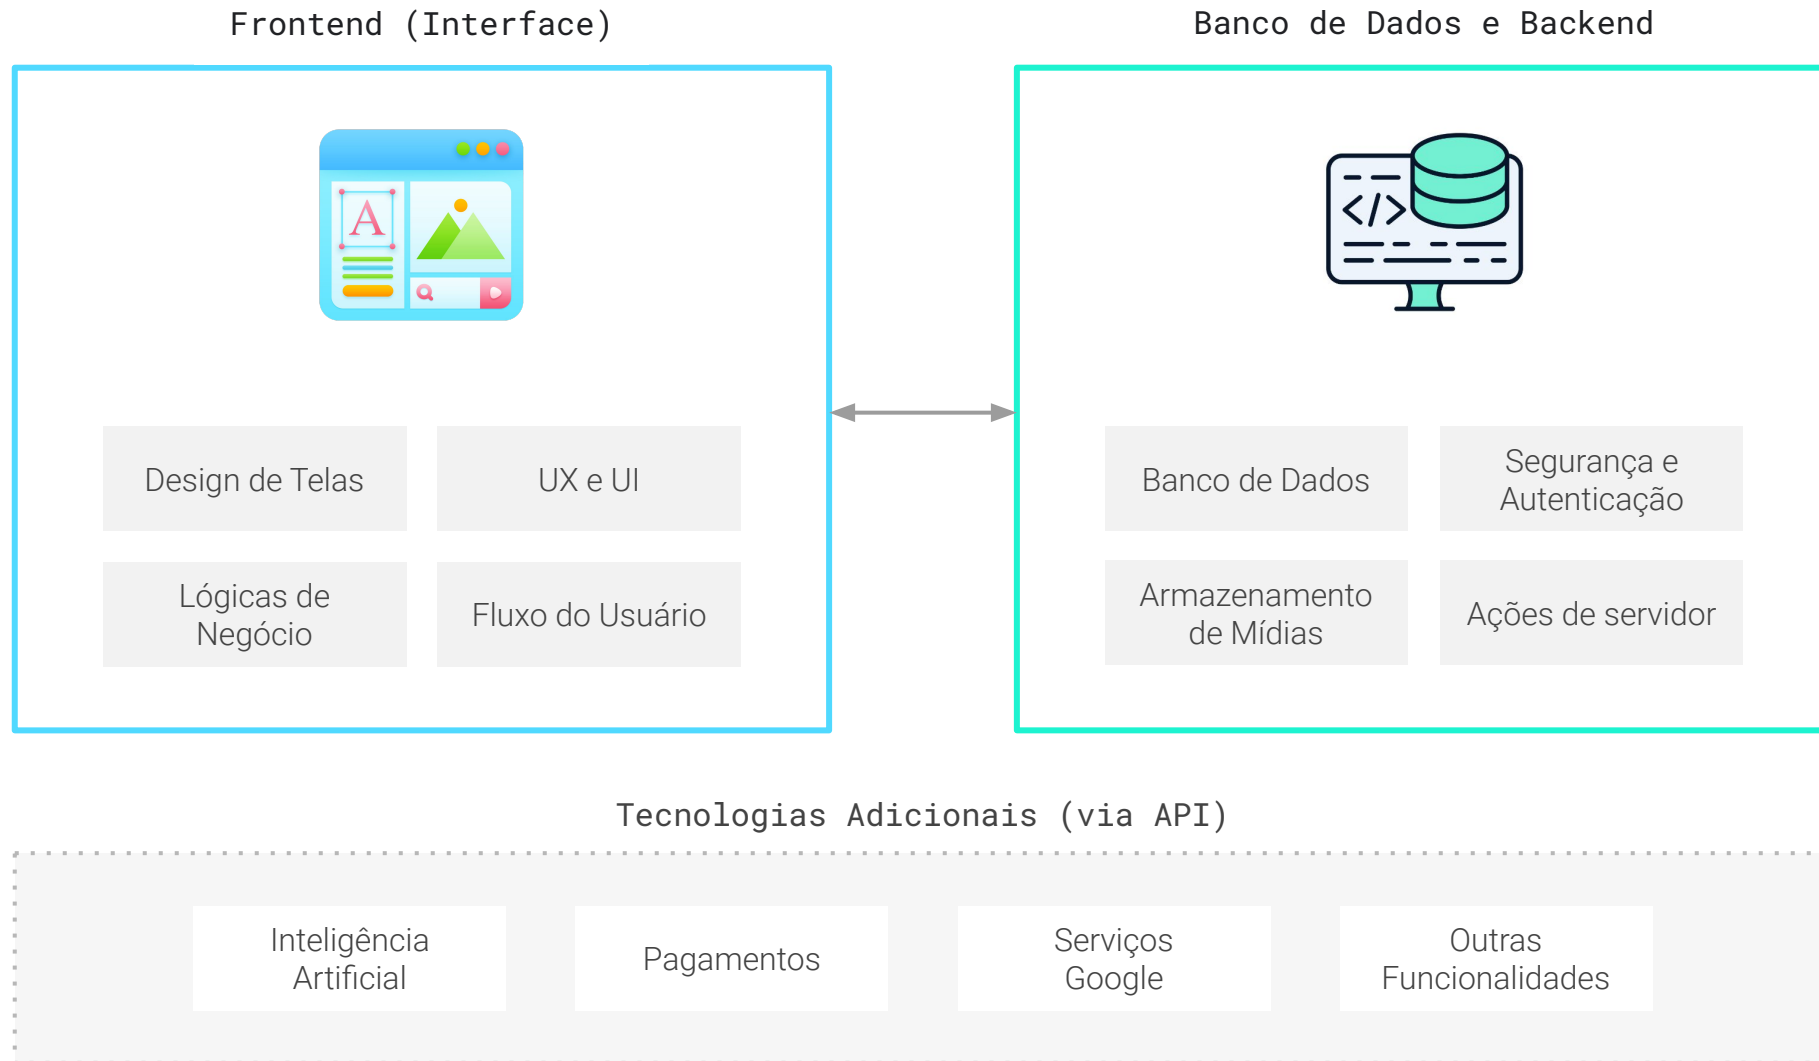 Frontend (Interface)
Banco de Dados e Backend
A
</>
Design de Telas
UX e UI
Lógicas de
Negócio
Fluxo do Usuário
Banco de Dados
Segurança e
Autenticação
Armazenamento
de Mídias
Ações de servidor
Tecnologias Adicionais (via API)
Inteligência
Artificial
Pagamentos
Serviços
Google
Outras
Funcionalidades